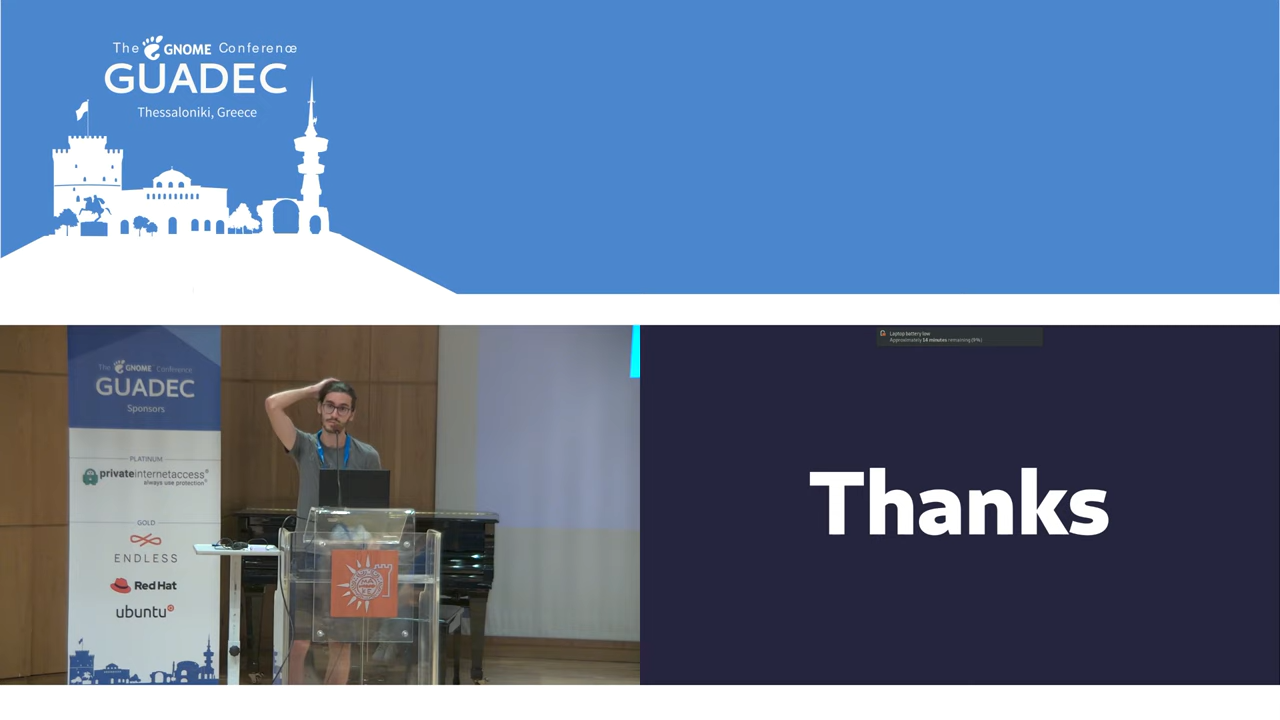 The GNOME Conference
GUADEC
Thessaloniki, Greece
The GNOME Conference
GUADEC
Sponsors
PLATINUM
privateinternetaccess®
always use protection®
GOLD
ENDLESS
Red Hat
ubuntu®
Laptop battery low
Approximately 14 minutes remaining (9%)
Thanks